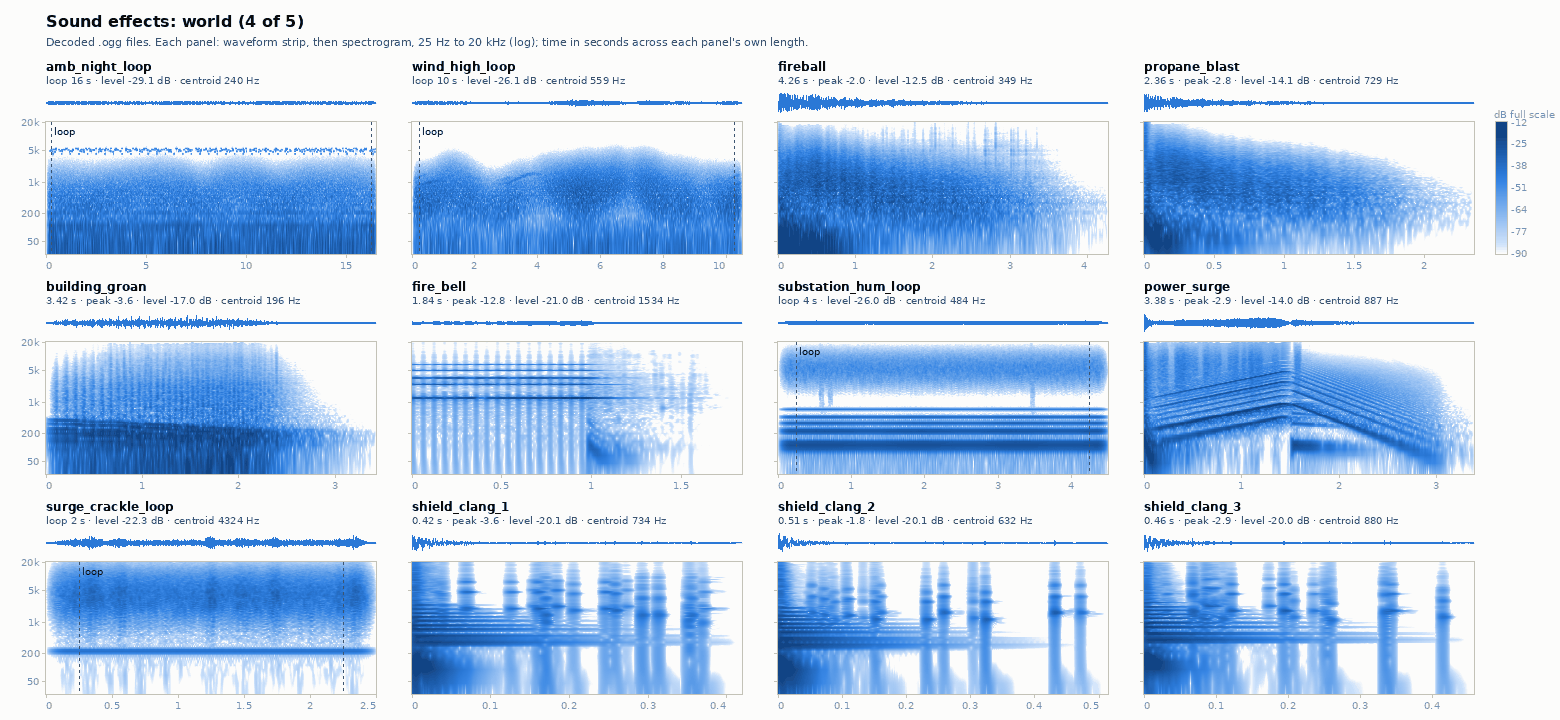 Sound effects: world (4 of 5)
Decoded .ogg files. Each panel: waveform strip, then spectrogram, 25 Hz to 20 kHz (log); time in seconds across each panel's own length.
amb_night_loop
loop 16 s · level -29.1 dB · centroid 240 Hz
20k
5k
1k
200
50
loop
0 5 10 15
wind_high_loop
loop 10 s · level -26.1 dB · centroid 559 Hz
loop
0 2 4 6 8 10
fireball
4.26 s · peak -2.0 · level -12.5 dB · centroid 349 Hz
0 1 2 3 4
propane_blast
2.36 s · peak -2.8 · level -14.1 dB · centroid 729 Hz
0 0.5 1 1.5 2
dB full scale
-12
-25
-38
-51
-64
-77
-90
building_groan
3.42 s · peak -3.6 · level -17.0 dB · centroid 196 Hz
20k
5k
1k
200
50
0 1 2 3
fire_bell
1.84 s · peak -12.8 · level -21.0 dB · centroid 1534 Hz
0 0.5 1 1.5
substation_hum_loop
loop 4 s · level -26.0 dB · centroid 484 Hz
loop
0 1 2 3 4
power_surge
3.38 s · peak -2.9 · level -14.0 dB · centroid 887 Hz
0 1 2 3
surge_crackle_loop
loop 2 s · level -22.3 dB · centroid 4324 Hz
20k
5k
1k
200
50
loop
0 0.5 1 1.5 2 2.5
shield_clang_1
0.42 s · peak -3.6 · level -20.1 dB · centroid 734 Hz
0 0.1 0.2 0.3 0.4
shield_clang_2
0.51 s · peak -1.8 · level -20.1 dB · centroid 632 Hz
0 0.1 0.2 0.3 0.4 0.5
shield_clang_3
0.46 s · peak -2.9 · level -20.0 dB · centroid 880 Hz
0 0.1 0.2 0.3 0.4